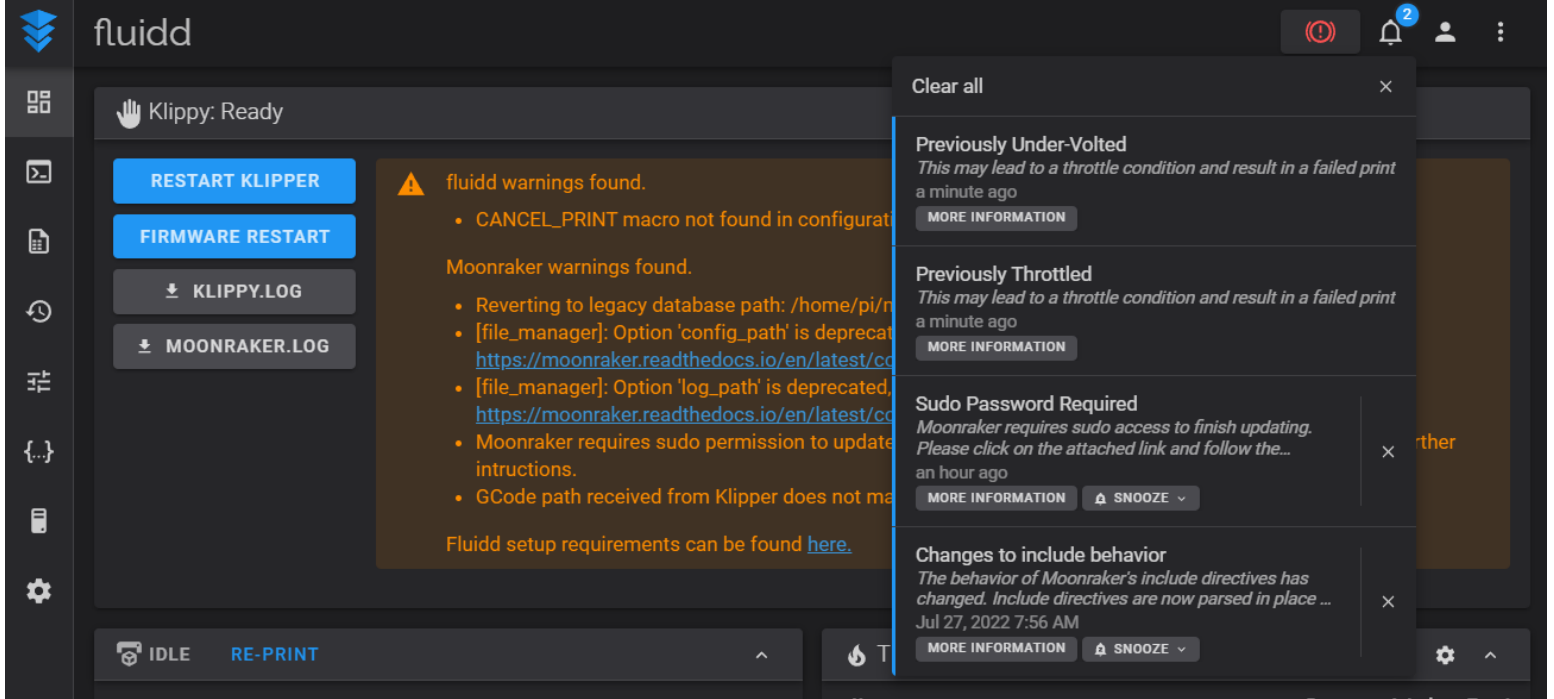 fluidd
2
Klippy: Ready
RESTART KLIPPER
FIRMWARE RESTART
KLIPPY.LOG
MOONRAKER.LOG
fluidd warnings found.
• CANCEL_PRINT macro not found in configurati
Moonraker warnings found.
• Reverting to legacy database path: /home/pi/
• [file_manager]: Option 'config_path' is deprecat
https://moonraker.readthedocs.io/en/latest/co
• [file_manager]: Option 'log_path' is deprecated,
https://moonraker.readthedocs.io/en/latest/co
• Moonraker requires sudo permission to update
rther
intructions.
• GCode path received from Klipper does not ma
Fluidd setup requirements can be found here.
Clear all
Previously Under-Volted
This may lead to a throttle condition and result in a failed print
a minute ago
MORE INFORMATION
Previously Throttled
This may lead to a throttle condition and result in a failed print
a minute ago
MORE INFORMATION
Sudo Password Required
Moonraker requires sudo access to finish updating.
Please click on the attached link and follow the...
an hour ago
MORE INFORMATION SNOOZE
Changes to include behavior
The behavior of Moonraker's include directives has
changed. Include directives are now parsed in place ...
Jul 27, 2022 7:56 AM
MORE INFORMATION SNOOZE
IDLE RE-PRINT
T